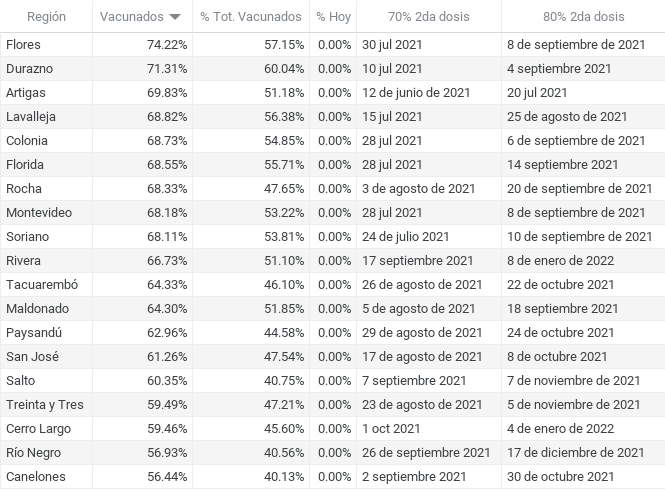 Región Vacunados % Tot. Vacunados % Hoy 70% 2da dosis 80% 2da dosis
Flores 74.22% 57.15% 0.00% 30 jul 2021 8 de septiembre de 2021
Durazno 71.31% 60.04% 0.00% 10 jul 2021 4 septiembre 2021
Artigas 69.83% 51.18% 0.00% 12 de junio de 2021 20 jul 2021
Lavalleja 68.82% 56.38% 0.00% 15 jul 2021 25 de agosto de 2021
Colonia 68.73% 54.85% 0.00% 28 jul 2021 6 de septiembre de 2021
Florida 68.55% 55.71% 0.00% 28 jul 2021 14 septiembre 2021
Rocha 68.33% 47.65% 0.00% 3 de agosto de 2021 20 de septiembre de 2021
Montevideo 68.18% 53.22% 0.00% 28 jul 2021 8 de septiembre de 2021
Soriano 68.11% 53.81% 0.00% 24 de julio 2021 10 de septiembre de 2021
Rivera 66.73% 51.10% 0.00% 17 septiembre 2021 8 de enero de 2022
Tacuarembó 64.33% 46.10% 0.00% 26 de agosto de 2021 22 de octubre 2021
Maldonado 64.30% 51.85% 0.00% 5 de agosto de 2021 18 septiembre 2021
Paysandú 62.96% 44.58% 0.00% 29 de agosto de 2021 24 de octubre 2021
San José 61.26% 47.54% 0.00% 17 de agosto de 2021 8 de octubre 2021
Salto 60.35% 40.75% 0.00% 7 septiembre 2021 7 de noviembre de 2021
Treinta y Tres 59.49% 47.21% 0.00% 23 de agosto de 2021 5 de noviembre de 2021
Cerro Largo 59.46% 45.60% 0.00% 1 oct 2021 4 de enero de 2022
Río Negro 56.93% 40.56% 0.00% 26 de septiembre 2021 17 de diciembre de 2021
Canelones 56.44% 40.13% 0.00% 2 septiembre 2021 30 de octubre de 2021